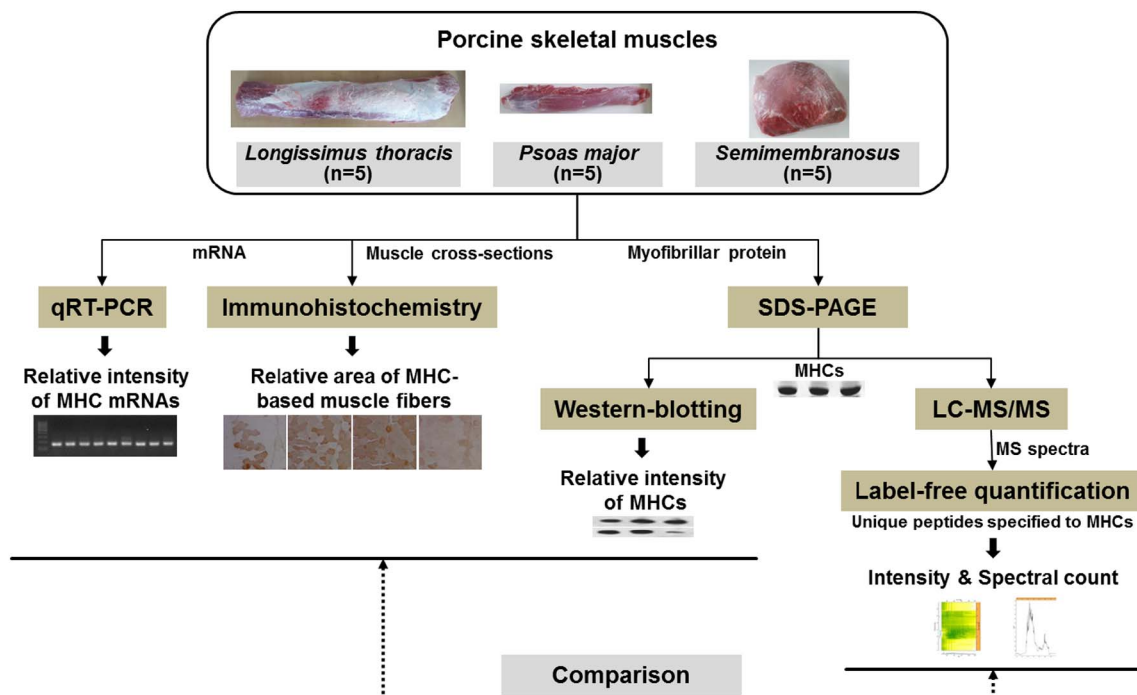 Porcine skeletal muscles
Longissimus thoracis
(n=5)
Psoas major
(n=5)
Semimembranosus
(n=5)
mRNA
Muscle cross-sections
Myofibrillar protein
qRT-PCR
Immunohistochemistry
SDS-PAGE
Relative intensity
of MHC mRNAs
Relative area of MHC-
based muscle fibers
MHCs
Western-blotting
LC-MS/MS
MS spectra
Relative intensity
of MHCs
Label-free quantification
Unique peptides specified to MHCs
Intensity & Spectral count
Comparison